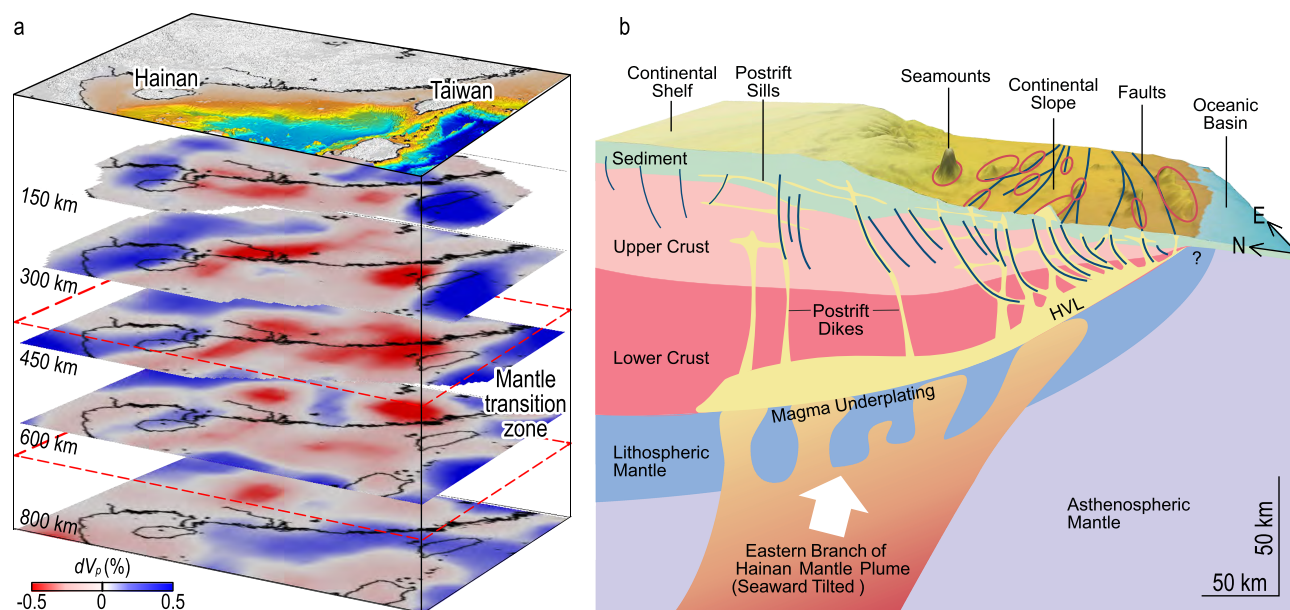 a
Hainan
Taiwan
150 km
300 km
450 km
600 km
800 km
Mantle
transition
zone
dVp (%)
-0.5
0
0.5
b
Continental
Shelf
Postrift
Sills
Seamounts
Continental
Slope
Faults
Oceanic
Basin
Sediment
E
N
?
Upper Crust
HVL
Postrift
Dikes
Lower Crust
Magma Underplating
Lithospheric
Mantle
Asthenospheric
Mantle
Eastern Branch of
Hainan Mantle Plume
(Seaward Tilted )
50 km
50 km